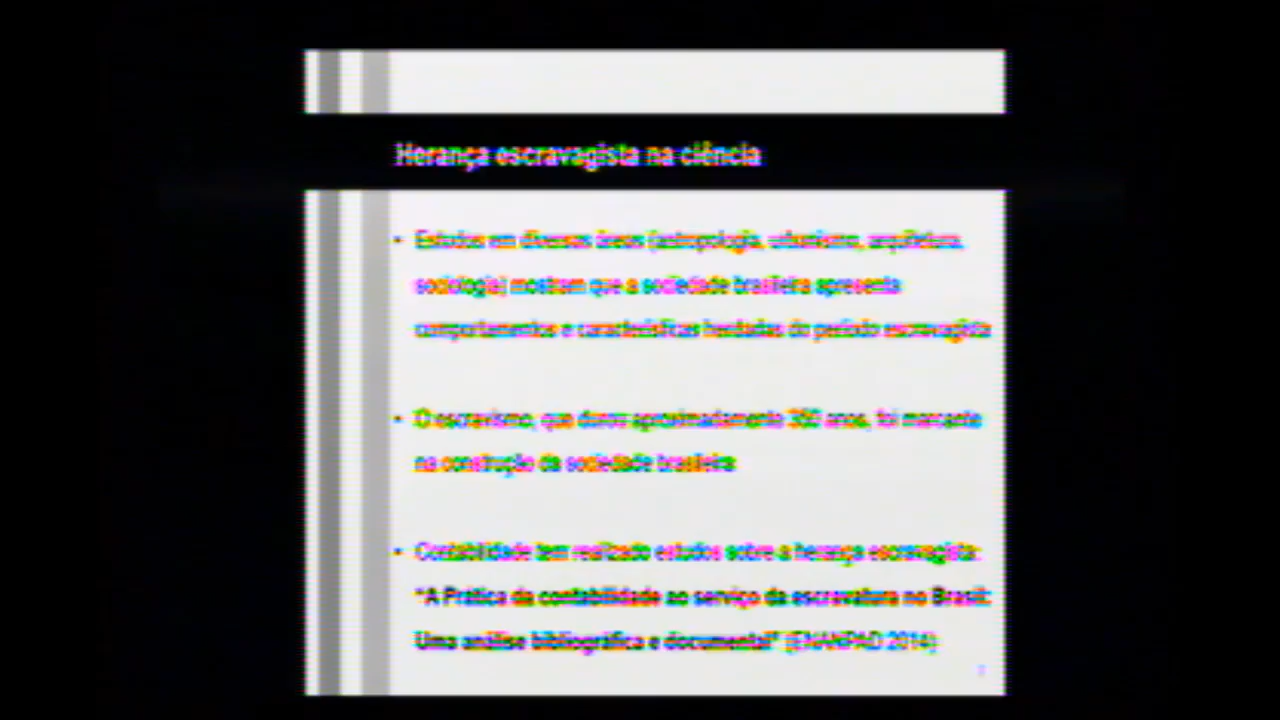 Herança escravagista na ciência
• Estudos em diversas áreas (antropologia, urbanismo, arquitetura,
sociologia) mostram que a sociedade brasileira apresenta
comportamentos e características herdadas do período escravagista
• O escravismo, que durou aproximadamente anos, foi marcante
na construção da sociedade brasileira
• Contabilidade tem realizado estudos sobre a herança escravagista:
"A Prática da contabilidade ao serviço da escravatura no Brasil:
Uma análise bibliográfica e documental" (ENANPAD 2014)